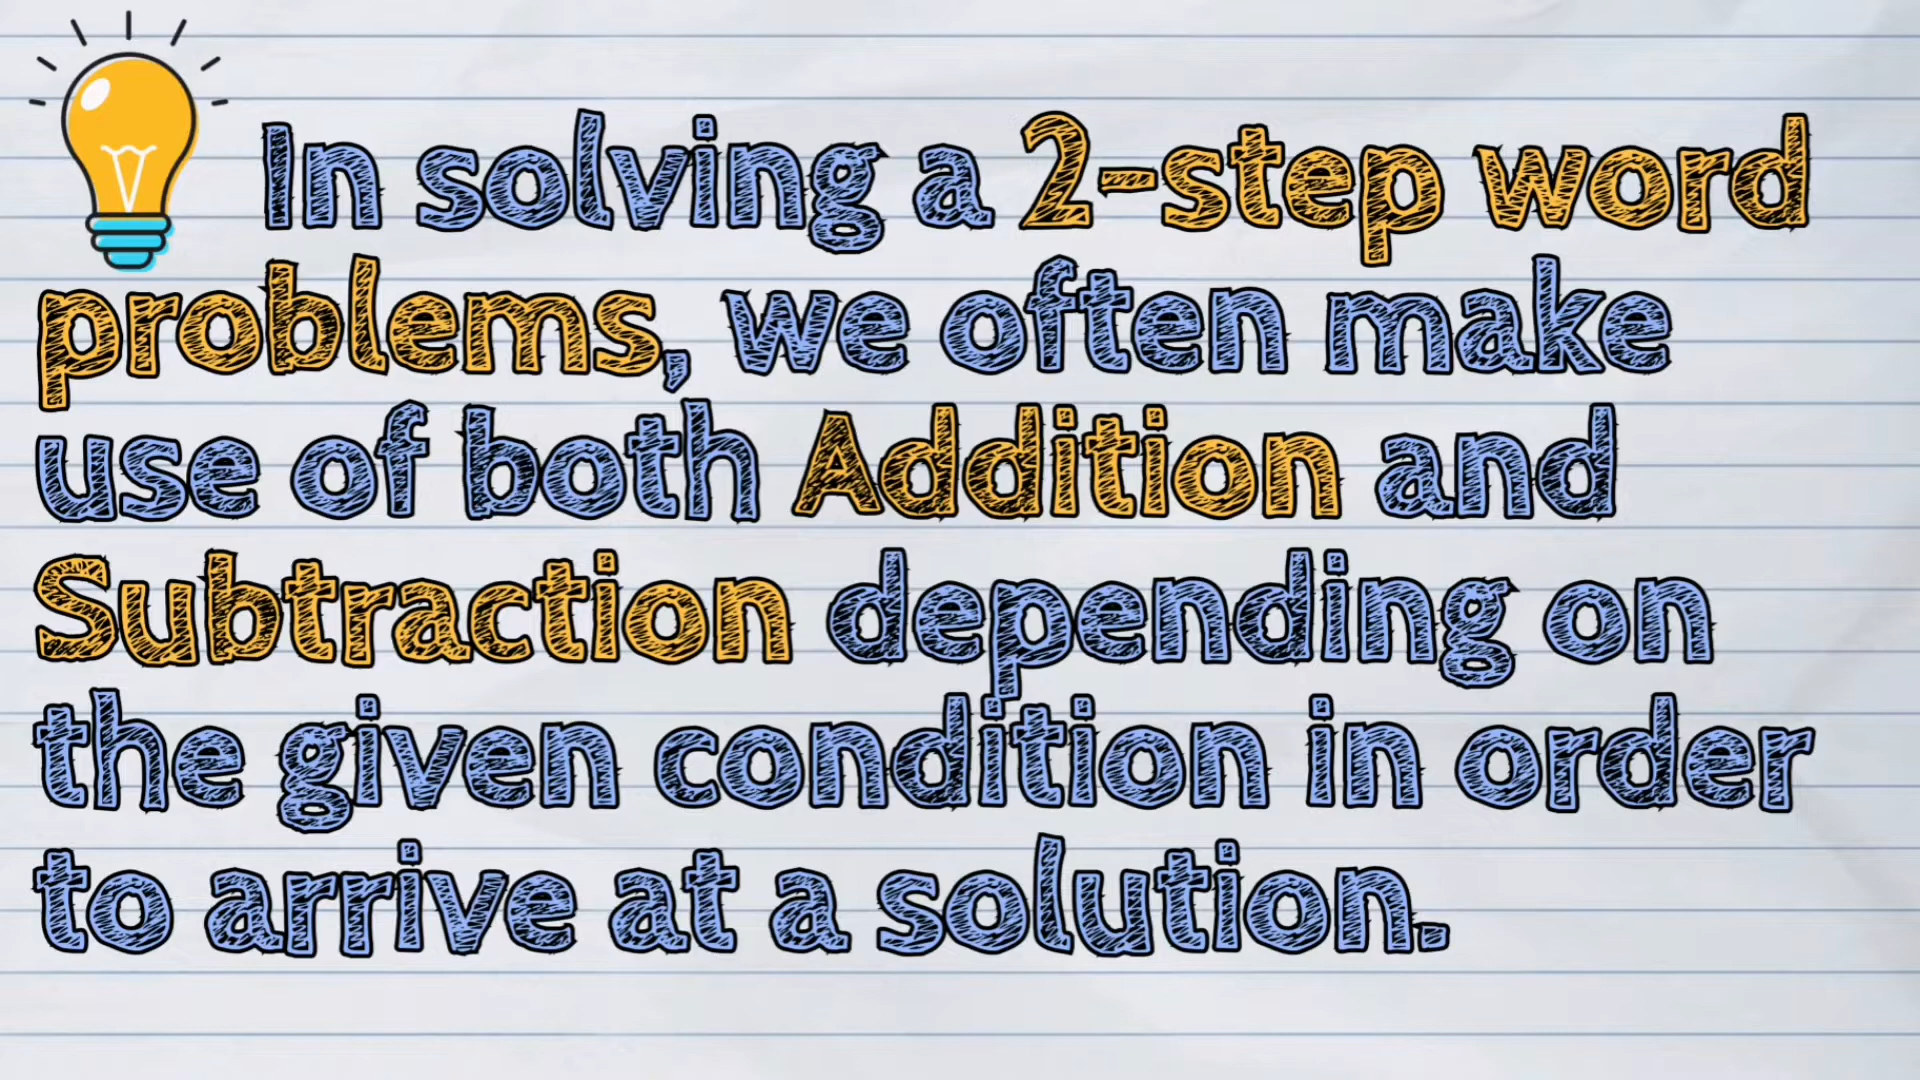 In solving a 2-step word
problems, we often make
use of both Addition and
Subtraction depending on
the given condition in order
to arrive at a solution.